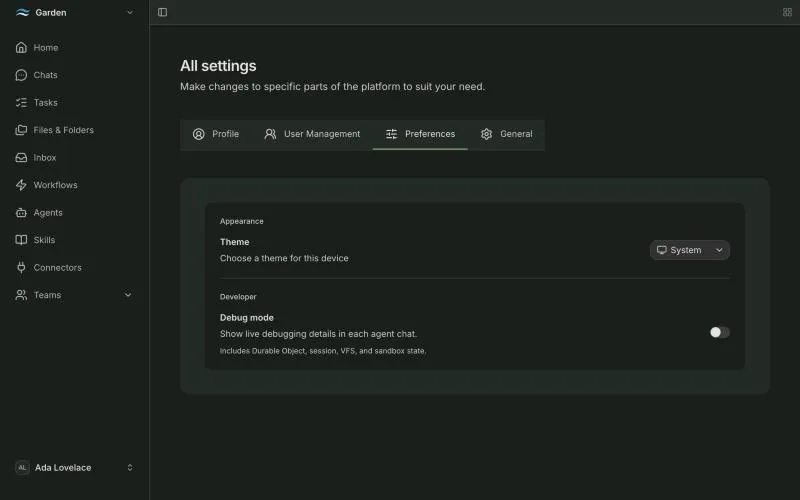 Garden
Home
Chats
Tasks
Files & Folders
Inbox
Workflows
Agents
Skills
Connectors
Teams
AL
Ada Lovelace
All settings
Make changes to specific parts of the platform to suit your need.
Profile
User Management
Preferences
General
Appearance
Theme
Choose a theme for this device
System
Developer
Debug mode
Show live debugging details in each agent chat.
Includes Durable Object, session, VFS, and sandbox state.